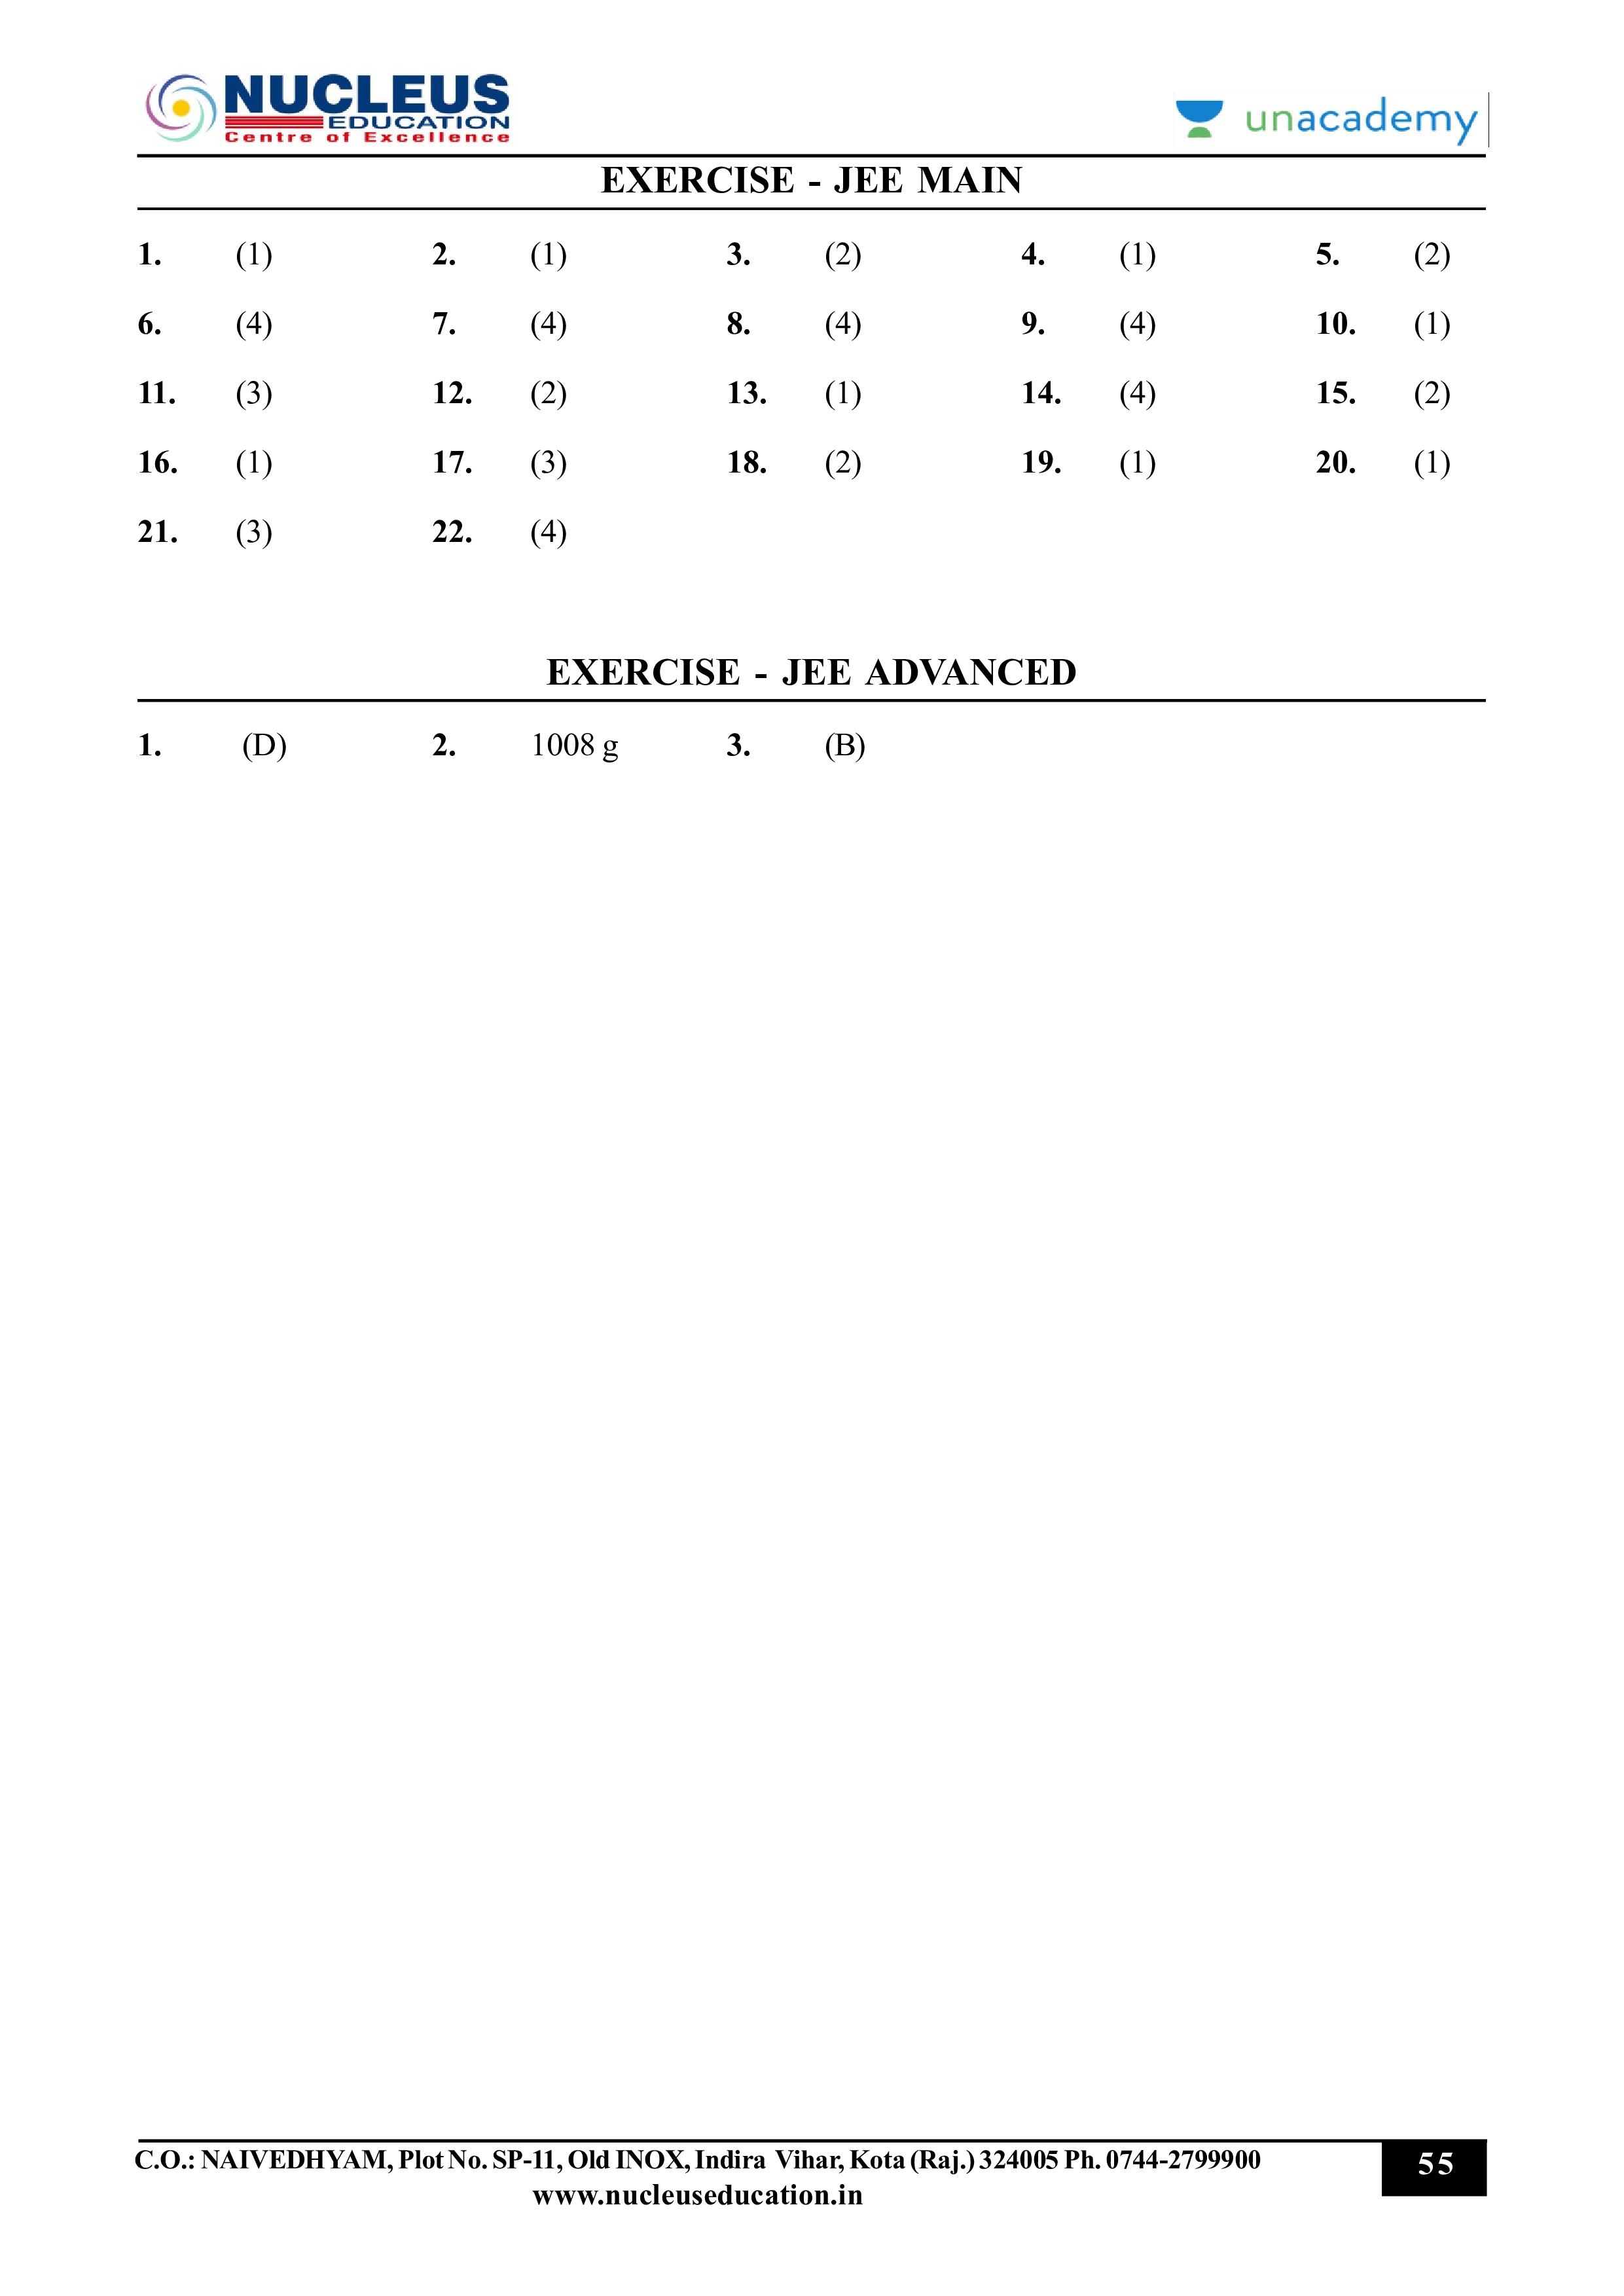 NUCLEUS
EDUCATION
Centre of Excellence
unacademy
EXERCISE - JEE MAIN
1. (1) 2. (1) 3. (2) 4. (1) 5. (2)
6. (4) 7. (4) 8. (4) 9. (4) 10. (1)
11. (3) 12. (2) 13. (1) 14. (4) 15. (2)
16. (1) 17. (3) 18. (2) 19. (1) 20. (1)
21. (3) 22. (4)
EXERCISE - JEE ADVANCED
1. (D) 2. 1008 g 3. (B)
C.O.: NAIVEDHYAM, Plot No. SP-11, Old INOX, Indira Vihar, Kota (Raj.) 324005 Ph. 0744-2799900
www.nucleuseducation.in
55